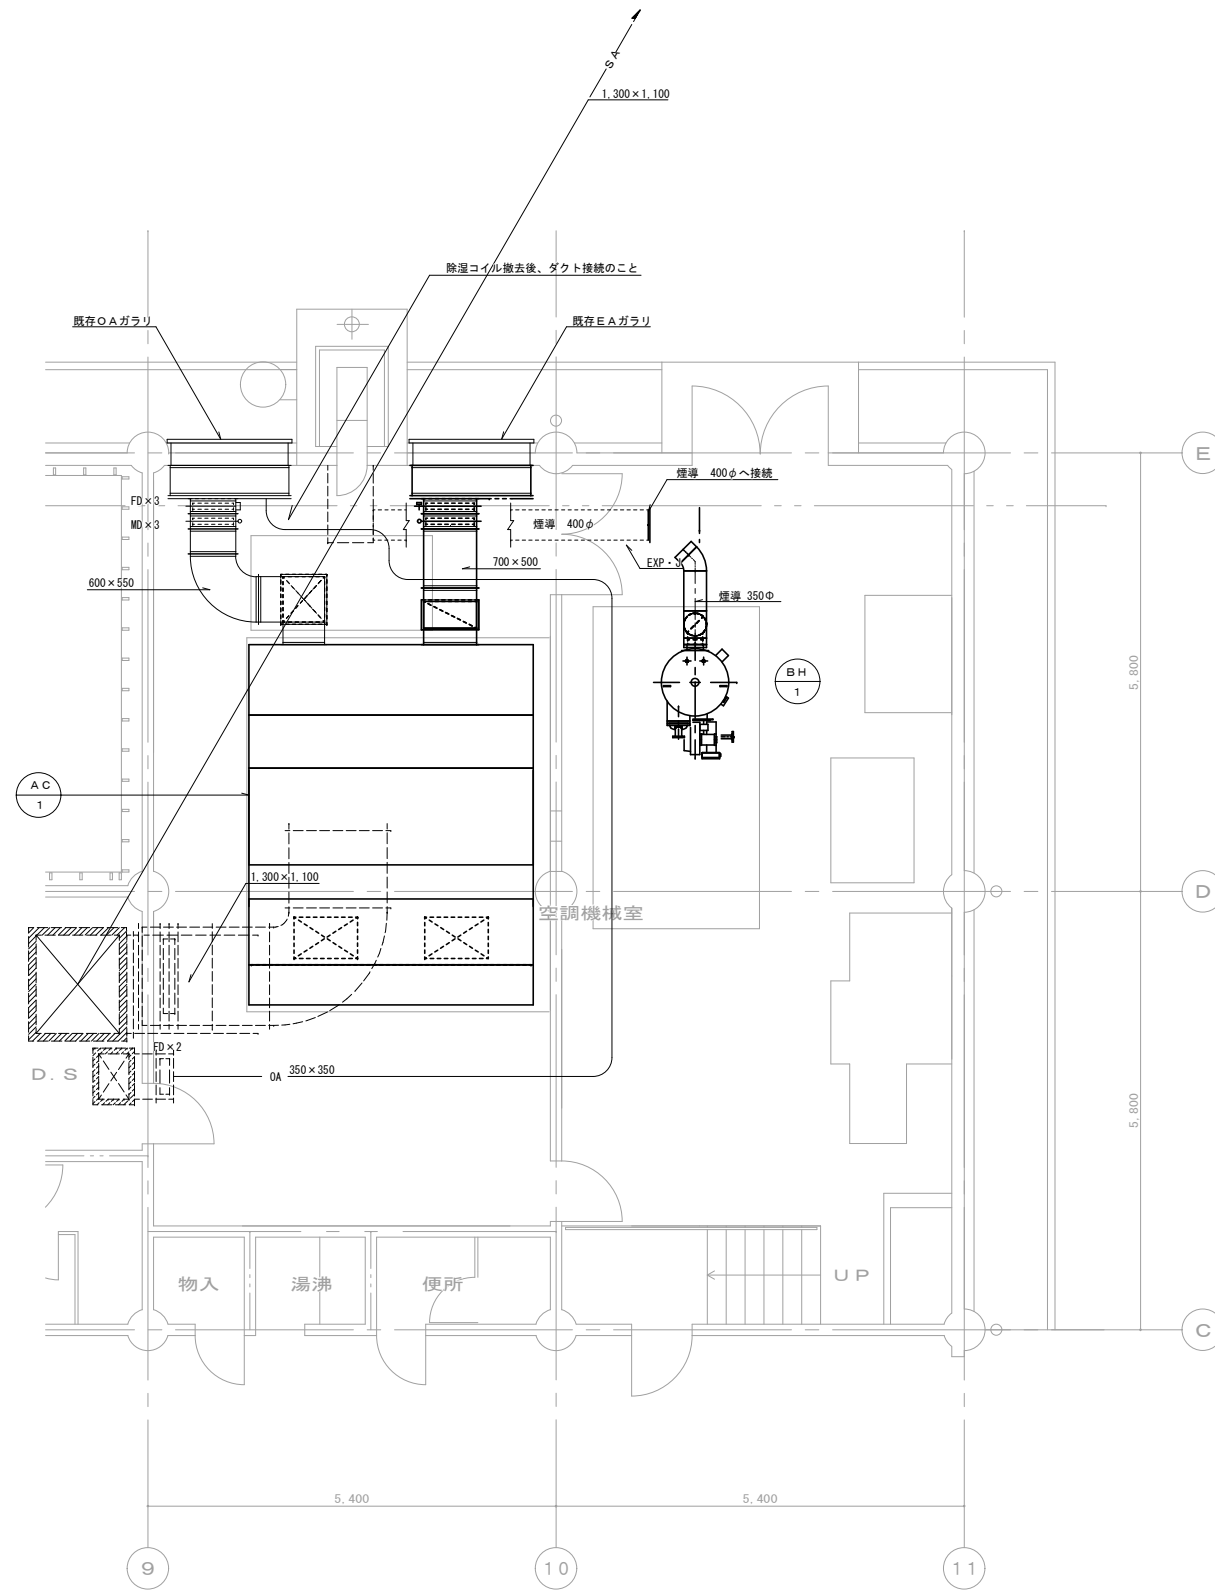 SA
1,300×1,100
除湿コイル撤去後、ダクト接続のこと
既存OAガラリ
既存EAガラリ
E
煙導 400φへ接続
FD×3
MD×3
煙導 400φ
EXP・J
700×500
600×550
煙導 350Φ
BH
1
5,800
AC
1
1,300×1,100
D
空調機械室
FD×2
D.S
OA 350×350
5,800
物入
湯沸
便所
UP
C
5,400
5,400
9
10
11